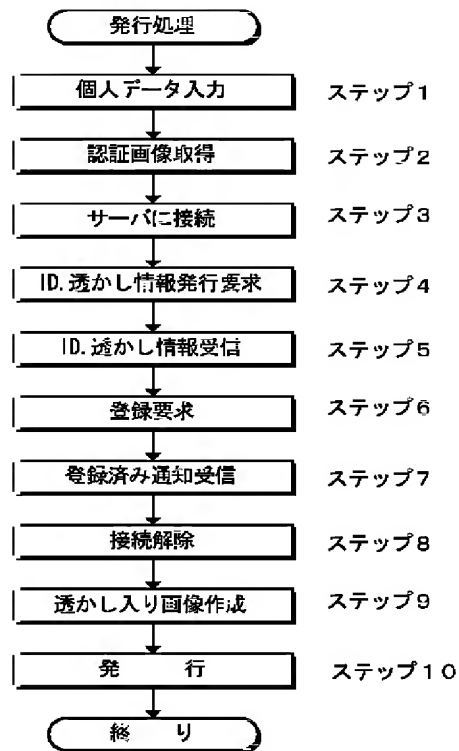 発行処理
個人データ入力 ステップ1
認証画像取得 ステップ2
サーバに接続 ステップ3
ID.透かし情報発行要求 ステップ4
ID.透かし情報受信 ステップ5
登録要求 ステップ6
登録済み通知受信 ステップ7
接続解除 ステップ8
透かし入り画像作成 ステップ9
発 行 ステップ10
終 り